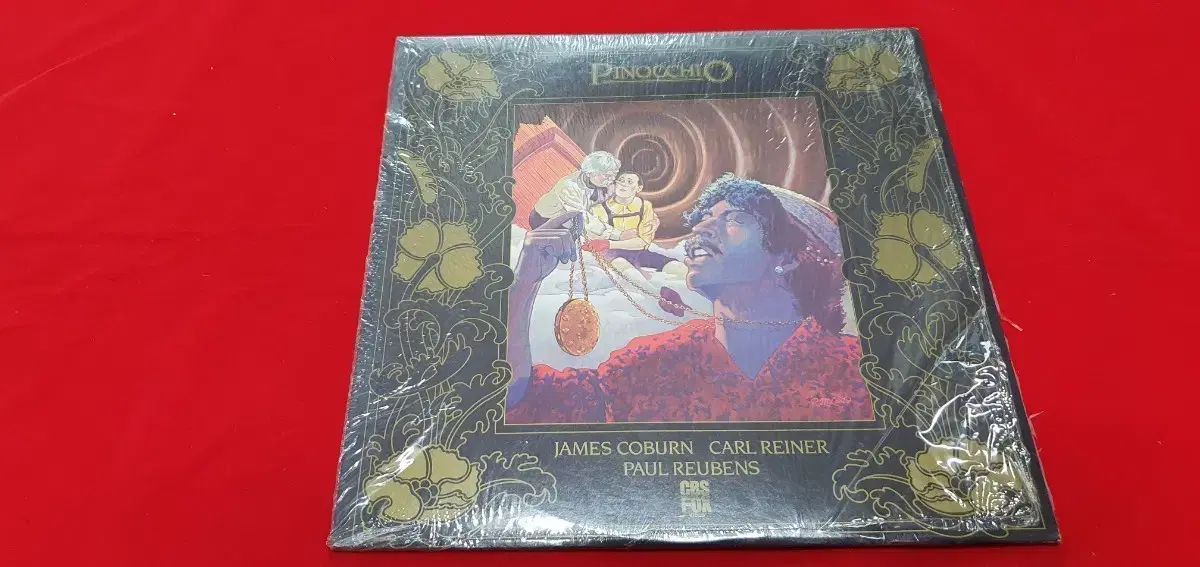 PINOCCHIO
JAMES COBURN CARL REINER
PAUL REUBENS
CBS
FOX